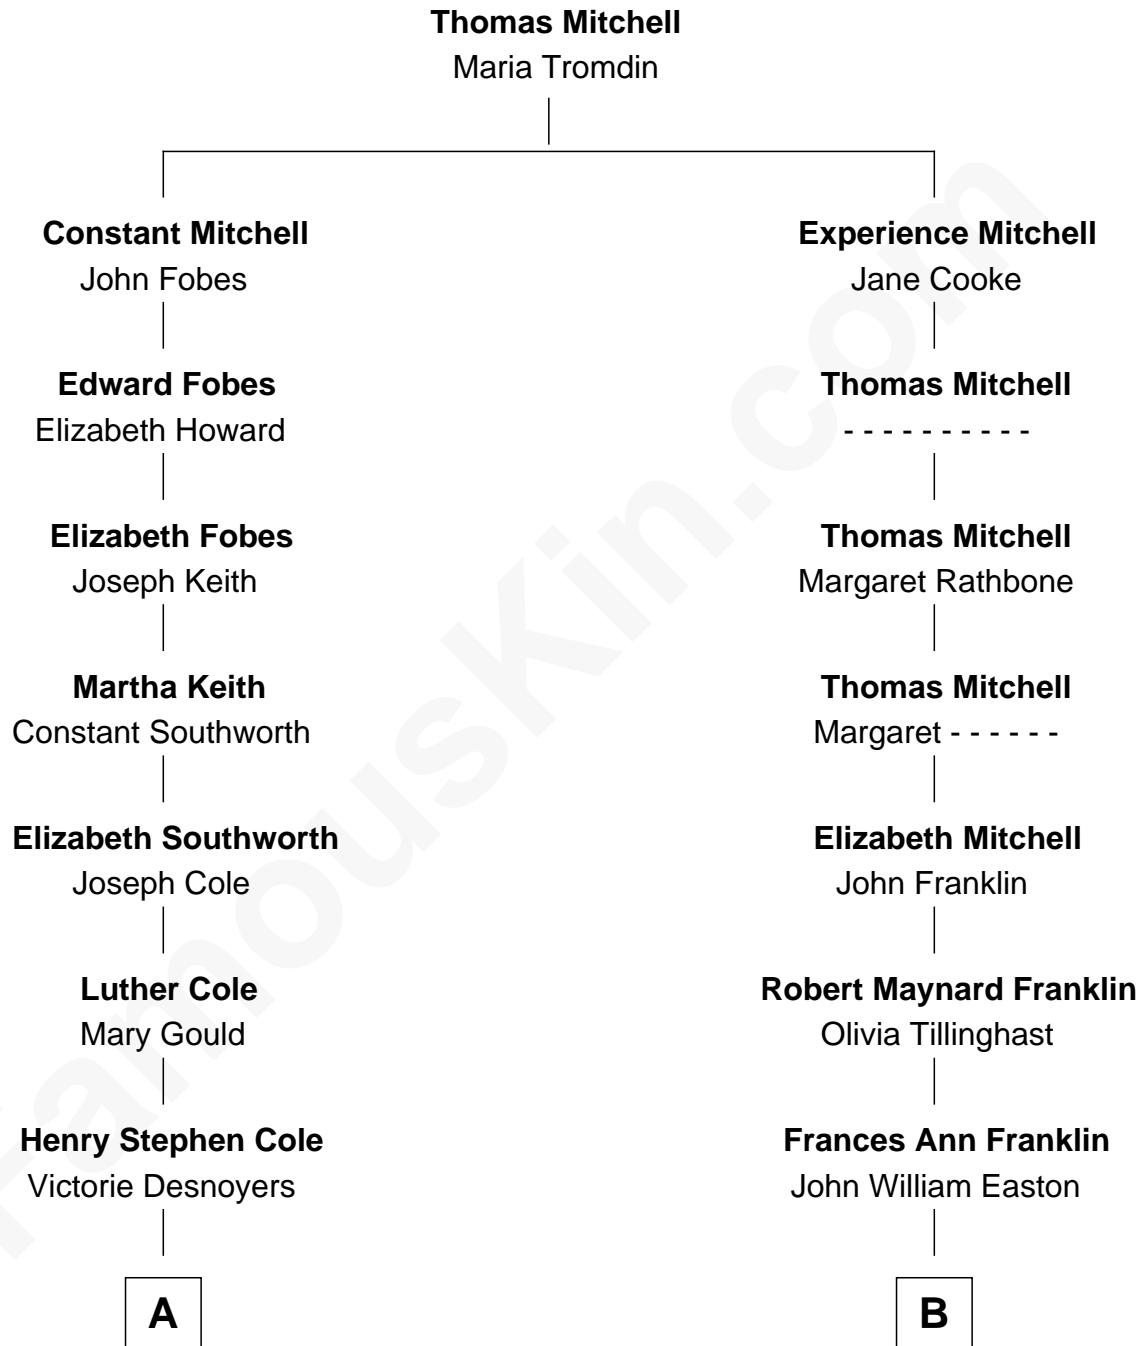 Thomas Mitchell
Maria Tromdin
Constant Mitchell
John Fobes
Experience Mitchell
Jane Cooke
Edward Fobes
Elizabeth Howard
Thomas Mitchell
- - - - - - - - - -
Elizabeth Fobes
Joseph Keith
Thomas Mitchell
Margaret Rathbone
Martha Keith
Constant Southworth
Thomas Mitchell
Margaret - - - - - -
Elizabeth Southworth
Joseph Cole
Elizabeth Mitchell
John Franklin
Luther Cole
Mary Gould
Robert Maynard Franklin
Olivia Tillinghast
Henry Stephen Cole
Victorie Desnoyers
Frances Ann Franklin
John William Easton
A
B
FamousKin.com